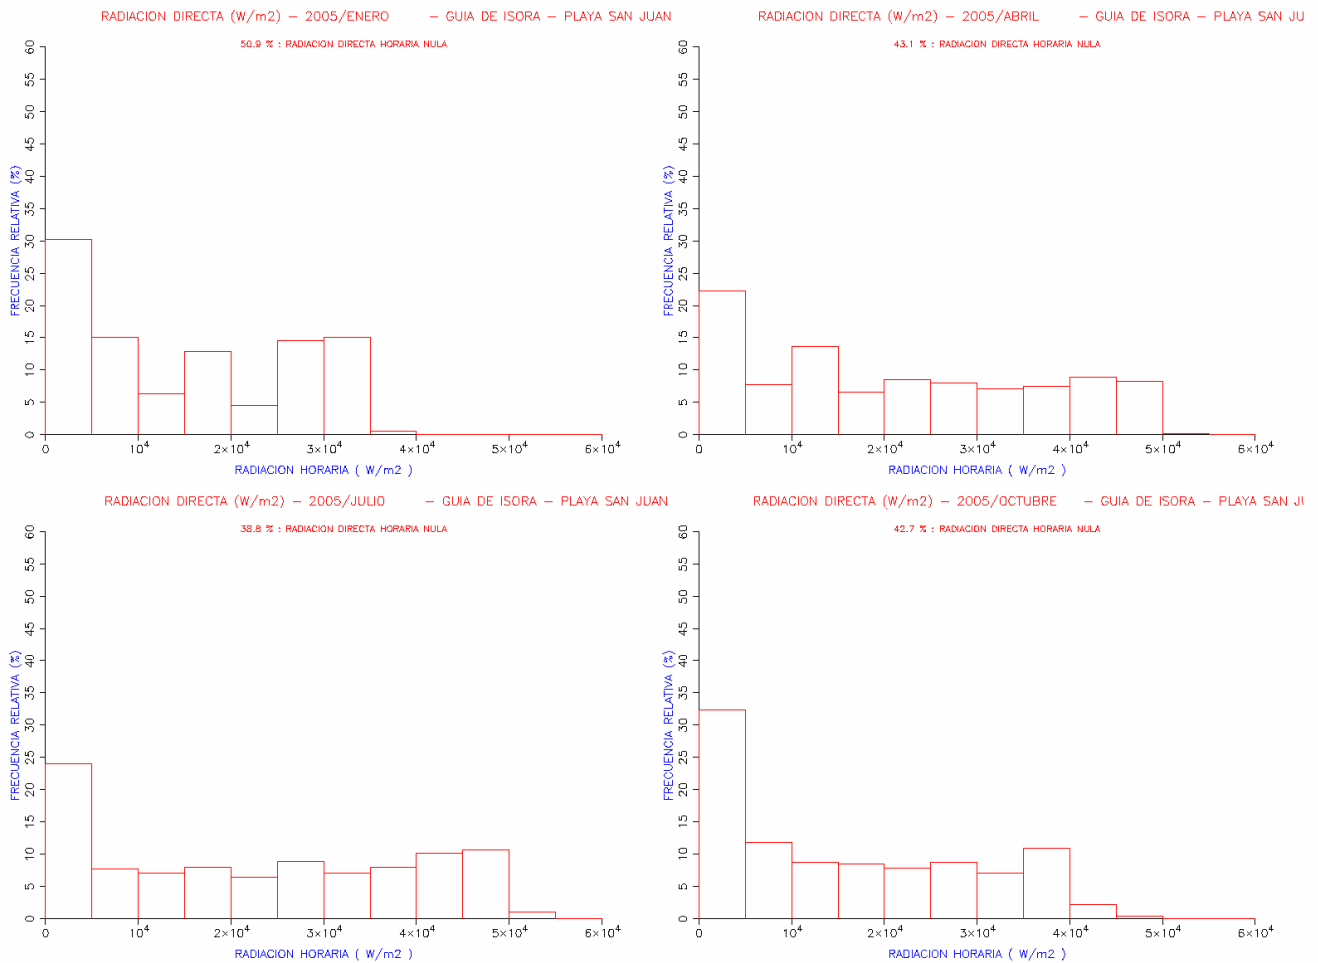 RADIACION DIRECTA (W/m2) – 2005/ENERO – GUIA DE ISORA – PLAYA SAN JUAN
50.9 % : RADIACION DIRECTA HORARIA NULA
FRECUENCIA RELATIVA (%)
60
55
50
45
40
35
30
25
20
15
10
5
0
0 10⁴ 2×10⁴ 3×10⁴ 4×10⁴ 5×10⁴ 6×10⁴
RADIACION HORARIA ( W/m2 )
RADIACION DIRECTA (W/m2) – 2005/ABRIL – GUIA DE ISORA – PLAYA SAN JU
43.1 % : RADIACION DIRECTA HORARIA NULA
FRECUENCIA RELATIVA (%)
60
55
50
45
40
35
30
25
20
15
10
5
0
0 10⁴ 2×10⁴ 3×10⁴ 4×10⁴ 5×10⁴ 6×10⁴
RADIACION HORARIA ( W/m2 )
RADIACION DIRECTA (W/m2) – 2005/JULIO – GUIA DE ISORA – PLAYA SAN JUAN
38.8 % : RADIACION DIRECTA HORARIA NULA
FRECUENCIA RELATIVA (%)
60
55
50
45
40
35
30
25
20
15
10
5
0
0 10⁴ 2×10⁴ 3×10⁴ 4×10⁴ 5×10⁴ 6×10⁴
RADIACION HORARIA ( W/m2 )
RADIACION DIRECTA (W/m2) – 2005/OCTUBRE – GUIA DE ISORA – PLAYA SAN JU
42.7 % : RADIACION DIRECTA HORARIA NULA
FRECUENCIA RELATIVA (%)
60
55
50
45
40
35
30
25
20
15
10
5
0
0 10⁴ 2×10⁴ 3×10⁴ 4×10⁴ 5×10⁴ 6×10⁴
RADIACION HORARIA ( W/m2 )